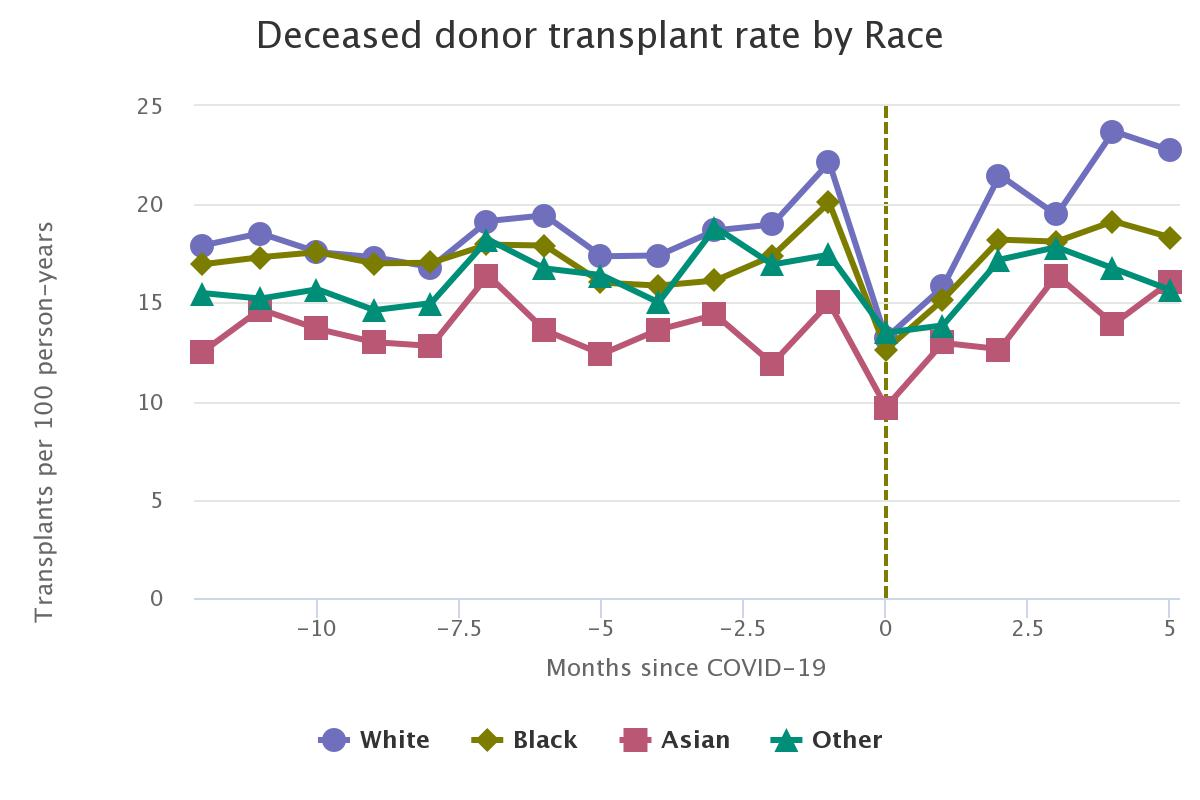 Deceased donor transplant rate by Race
Transplants per 100 person-years
25
20
15
10
5
0
-10
-7.5
-5
-2.5
0
2.5
5
Months since COVID-19
White
Black
Asian
Other